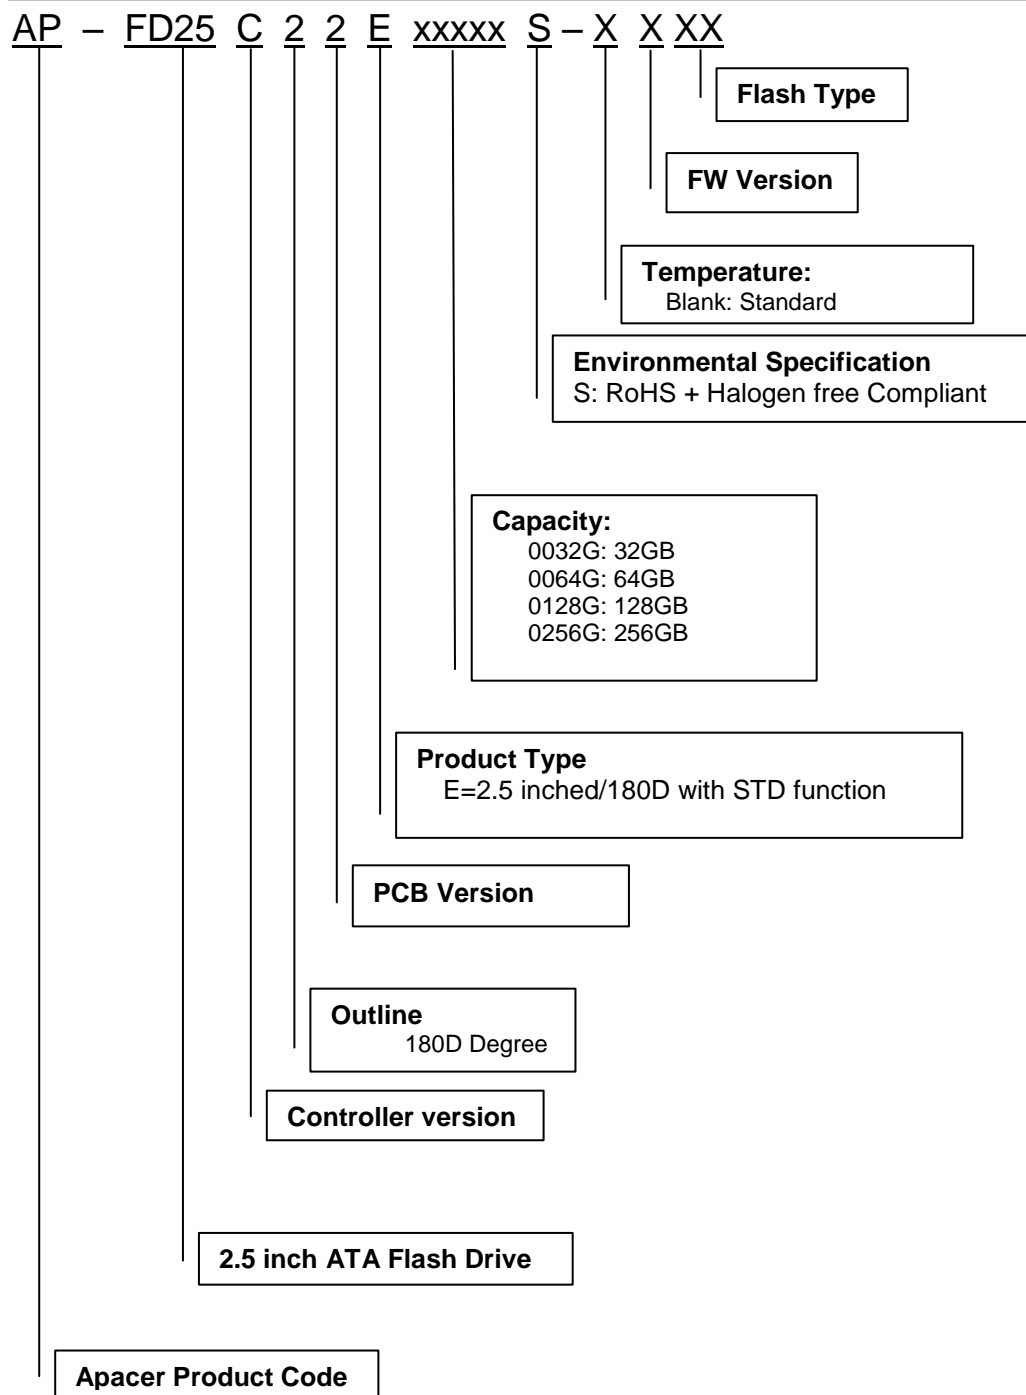 AP – FD25 C 2 2 E xxxxx S – X X XX
Flash Type
FW Version
Temperature:
Blank: Standard
Environmental Specification
S: RoHS + Halogen free Compliant
Capacity:
0032G: 32GB
0064G: 64GB
0128G: 128GB
0256G: 256GB
Product Type
E=2.5 inched/180D with STD function
PCB Version
Outline
180D Degree
Controller version
2.5 inch ATA Flash Drive
Apacer Product Code